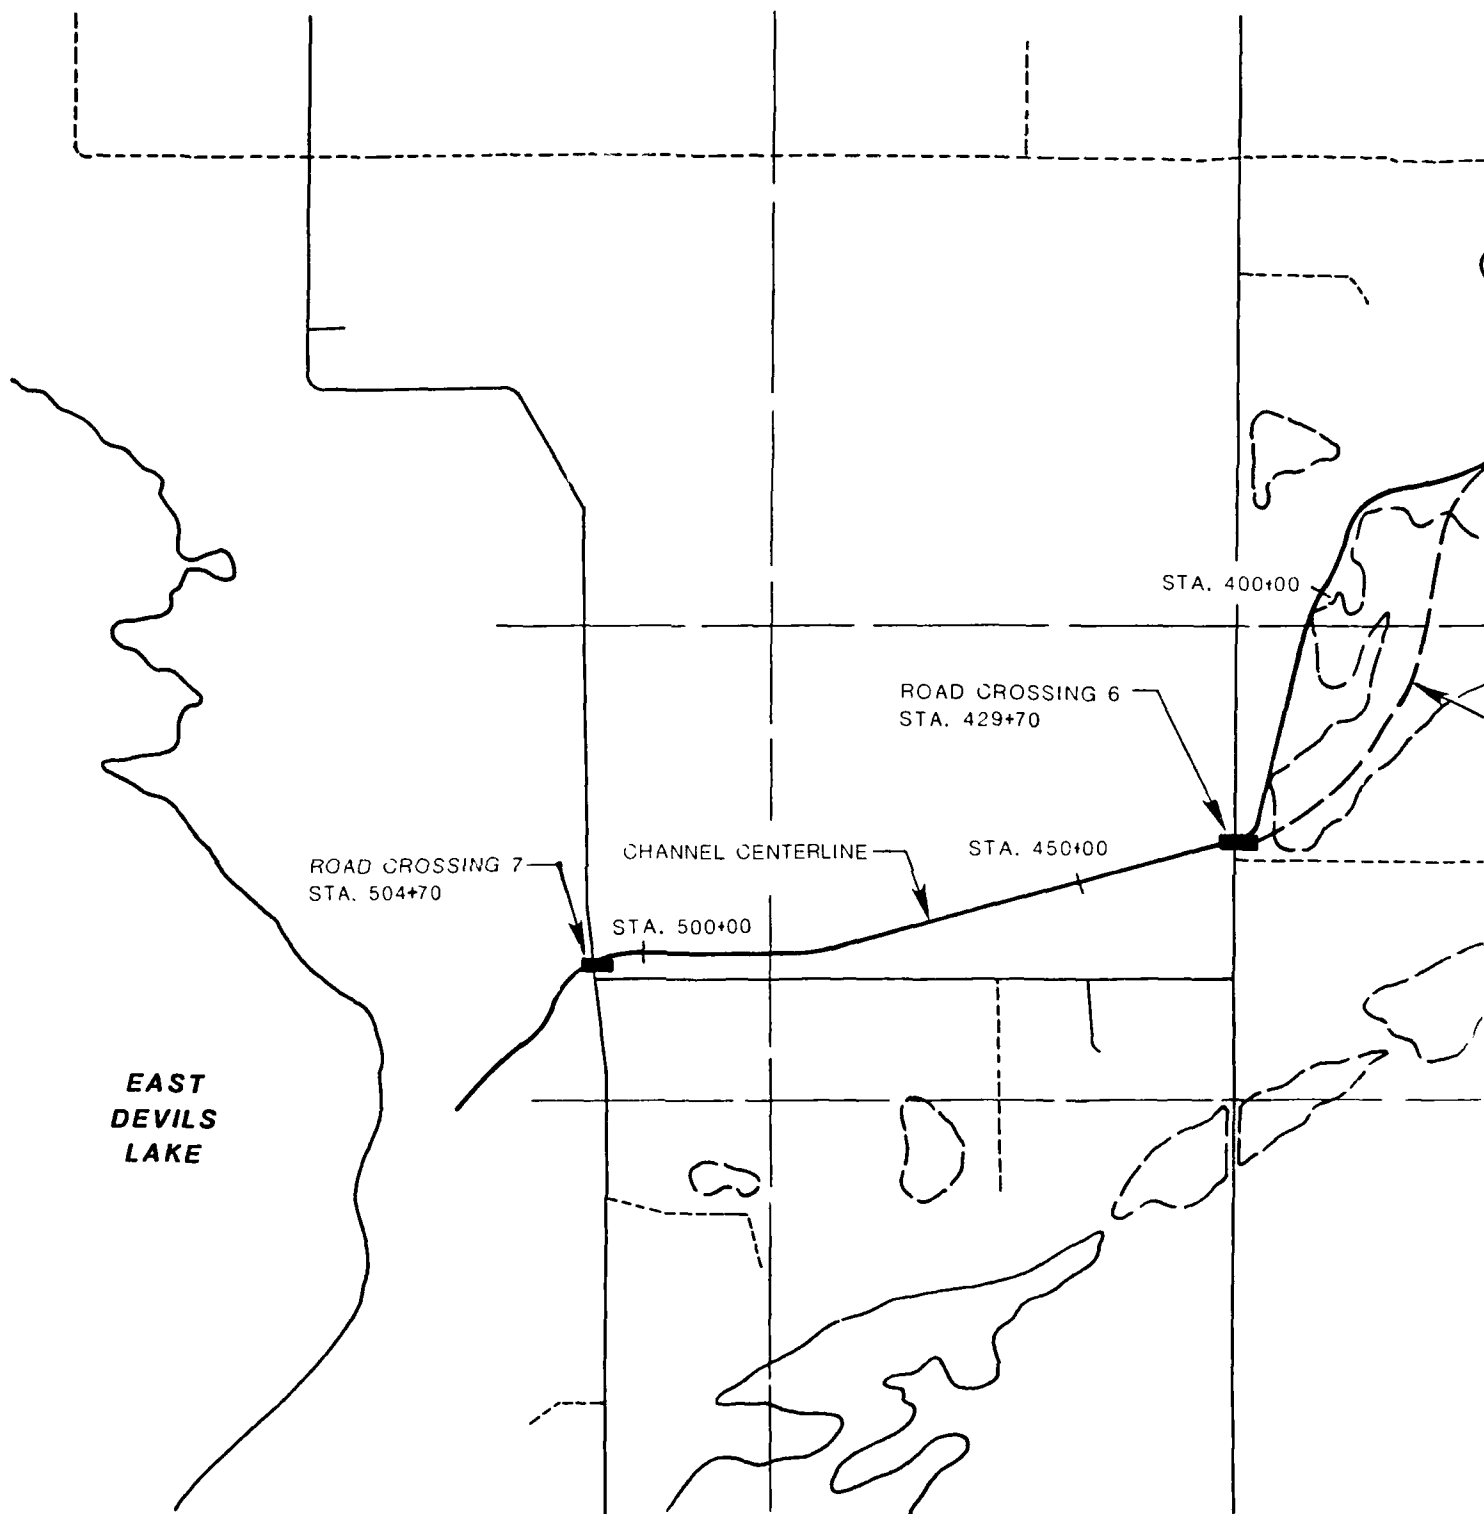 STA. 400+00
ROAD CROSSING 6
STA. 429+70
STA. 450+00
CHANNEL CENTERLINE
ROAD CROSSING 7
STA. 504+70
STA. 500+00
EAST
DEVILS
LAKE